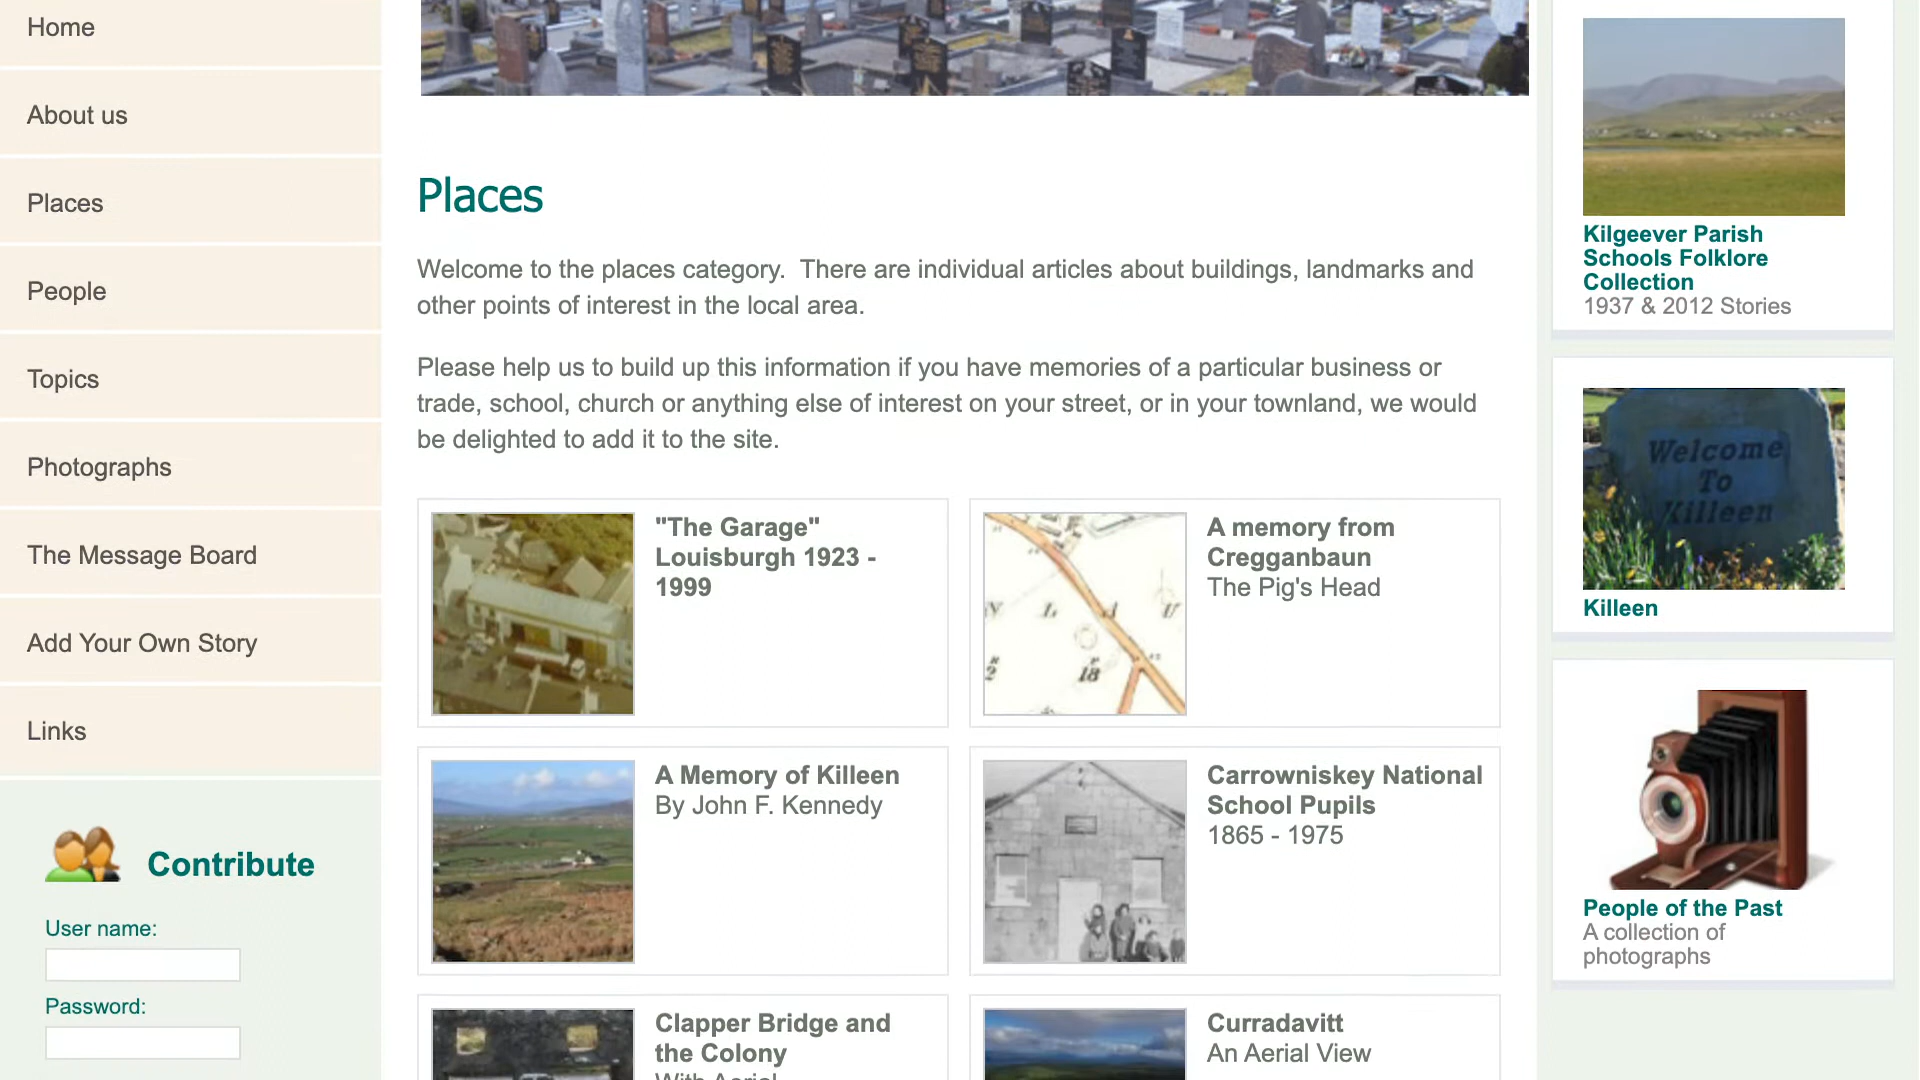 Home
About us
Places
People
Topics
Photographs
The Message Board
Add Your Own Story
Links
Contribute
User name:
Password:
Places
Welcome to the places category.  There are individual articles about buildings, landmarks and
other points of interest in the local area.
Please help us to build up this information if you have memories of a particular business or
trade, school, church or anything else of interest on your street, or in your townland, we would
be delighted to add it to the site.
"The Garage"
Louisburgh 1923 -
1999
A memory from
Cregganbaun
The Pig's Head
N L A U
2
18
A Memory of Killeen
By John F. Kennedy
Carrowniskey National
School Pupils
1865 - 1975
Clapper Bridge and
the Colony
With Aerial
Curradavitt
An Aerial View
Kilgeever Parish
Schools Folklore
Collection
1937 & 2012 Stories
Welcome
To
Killeen
Killeen
People of the Past
A collection of
photographs